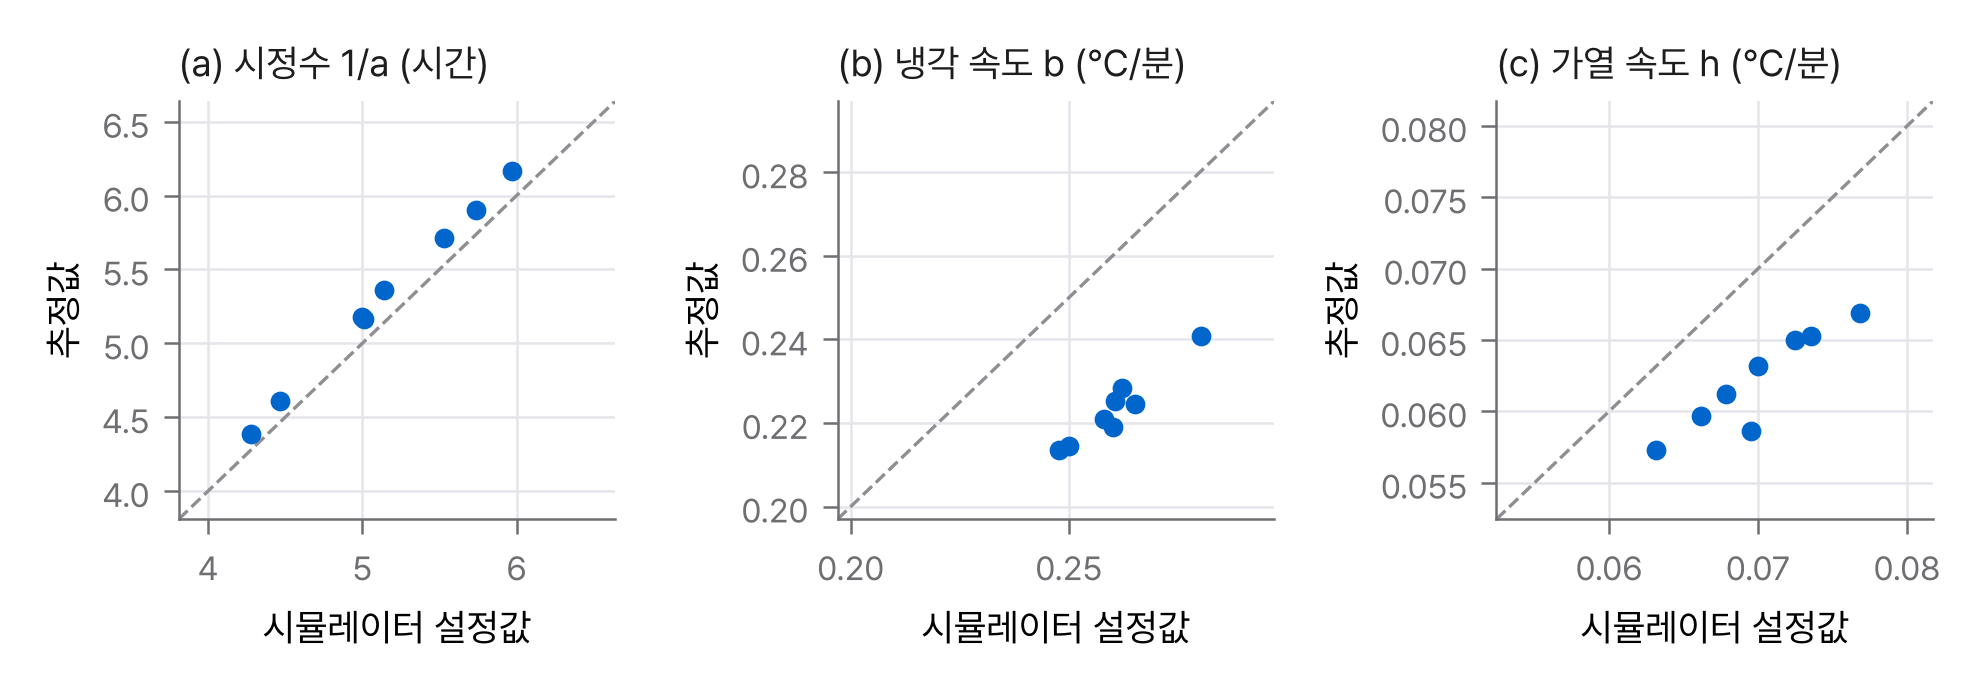 (a) 시정수 1/a (시간)
6.5
6.0
5.5
5.0
4.5
4.0
추정값
4 5 6
시뮬레이터 설정값
(b) 냉각 속도 b (°C/분)
0.28
0.26
0.24
0.22
0.20
추정값
0.20 0.25
시뮬레이터 설정값
(c) 가열 속도 h (°C/분)
0.080
0.075
0.070
0.065
0.060
0.055
추정값
0.06 0.07 0.08
시뮬레이터 설정값